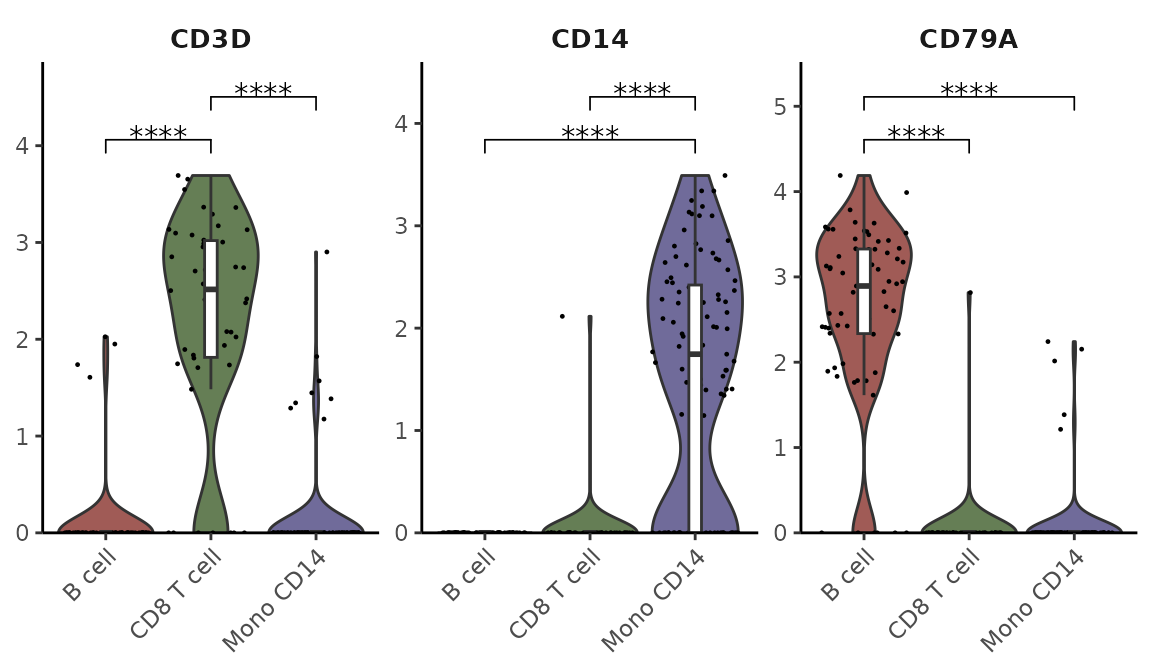 CD3D CD14 CD79A
**** **** ****
**** **** ****
4
3
2
1
0
B cell
CD8 T cell
Mono CD14
4
3
2
1
0
B cell
CD8 T cell
Mono CD14
5
4
3
2
1
0
B cell
CD8 T cell
Mono CD14